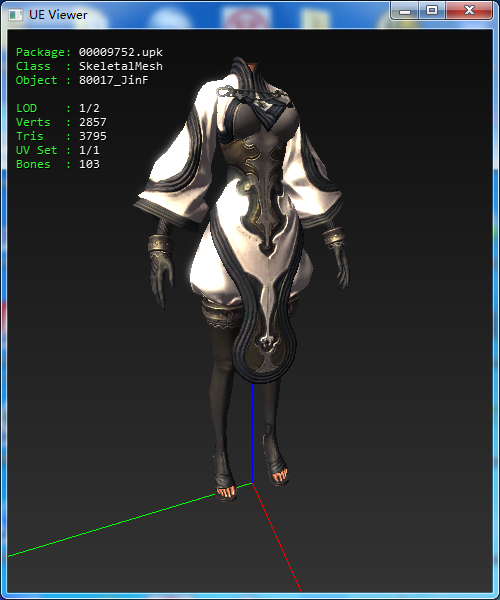 UE Viewer
Package: 00009752.upk
Class : SkeletalMesh
Object : 80017_JinF
LOD : 1/2
Verts : 2857
Tris : 3795
UV Set : 1/1
Bones : 103